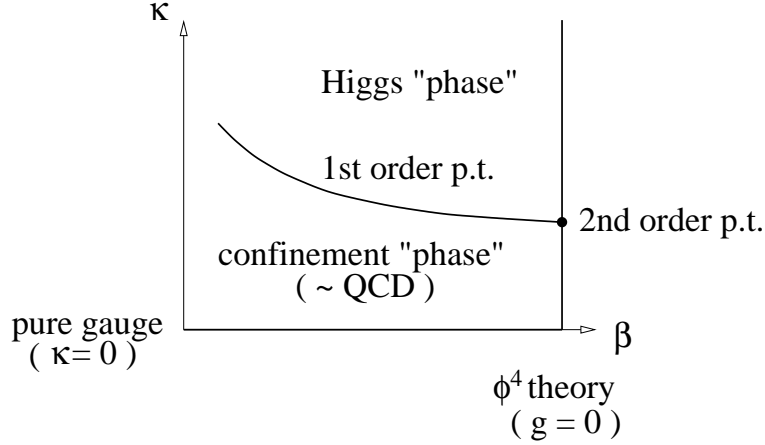 κ
Higgs "phase"
1st order p.t.
2nd order p.t.
confinement "phase"
( ~ QCD )
pure gauge
( κ= 0 )
β
ϕ⁴ theory
( g = 0 )